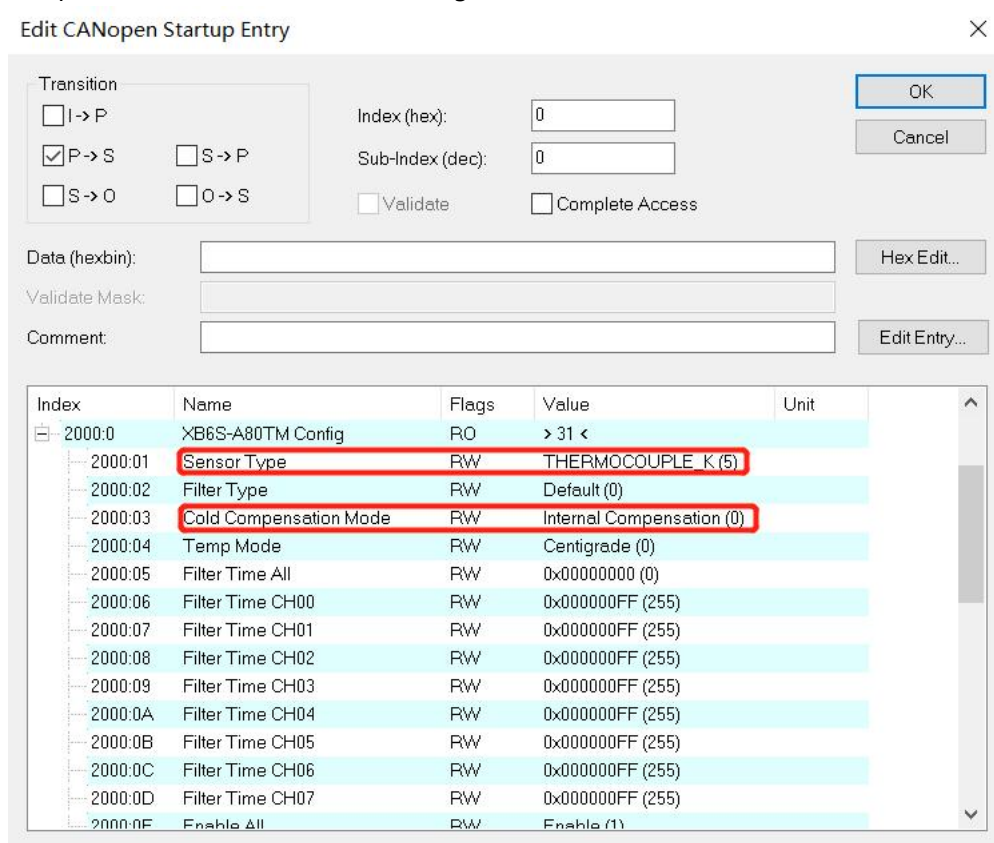 Edit CANopen Startup Entry
Transition
I -> P
P -> S
S -> P
S -> O
O -> S
Index (hex):
0
Sub-Index (dec):
0
Validate
Complete Access
OK
Cancel
Data (hexbin):
Hex Edit...
Validate Mask:
Comment:
Edit Entry...
Index Name Flags Value Unit
2000:0 XB6S-A80TM Config RO > 31 <
2000:01 Sensor Type RW THERMOCOUPLE_K (5)
2000:02 Filter Type RW Default (0)
2000:03 Cold Compensation Mode RW Internal Compensation (0)
2000:04 Temp Mode RW Centigrade (0)
2000:05 Filter Time All RW 0x00000000 (0)
2000:06 Filter Time CH00 RW 0x000000FF (255)
2000:07 Filter Time CH01 RW 0x000000FF (255)
2000:08 Filter Time CH02 RW 0x000000FF (255)
2000:09 Filter Time CH03 RW 0x000000FF (255)
2000:0A Filter Time CH04 RW 0x000000FF (255)
2000:0B Filter Time CH05 RW 0x000000FF (255)
2000:0C Filter Time CH06 RW 0x000000FF (255)
2000:0D Filter Time CH07 RW 0x000000FF (255)
2000:0E Enable All RW Enable (1)